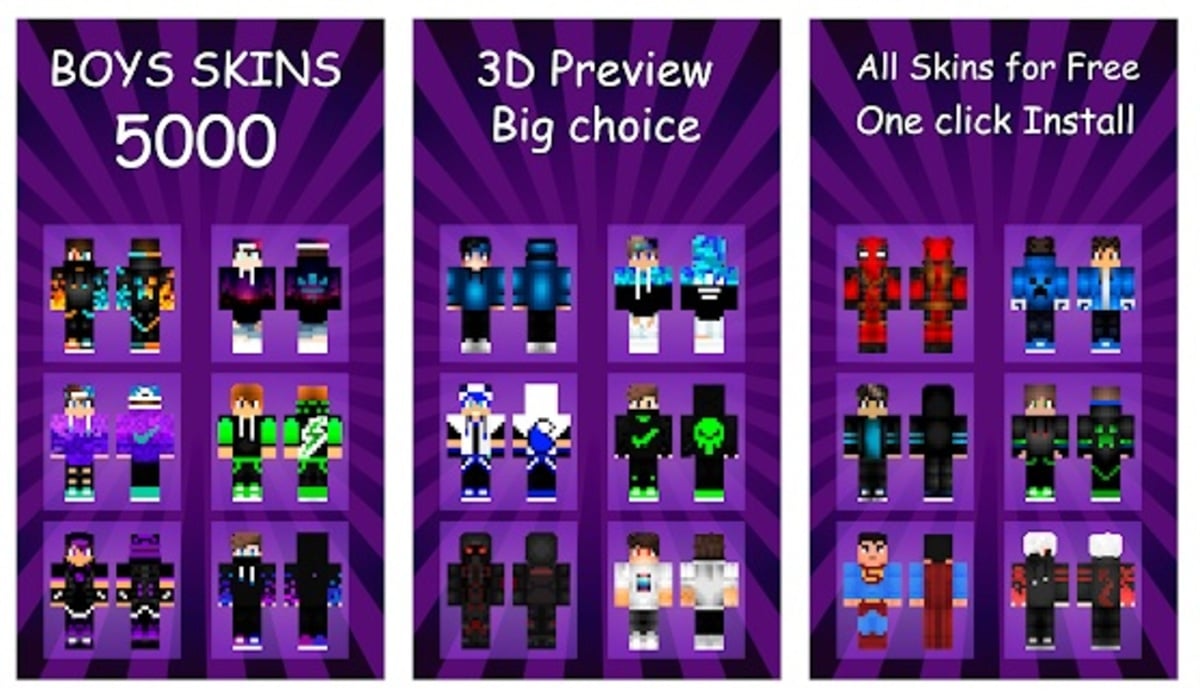 BOYS SKINS
5000
3D Preview
Big choice
All Skins for Free
One click Install